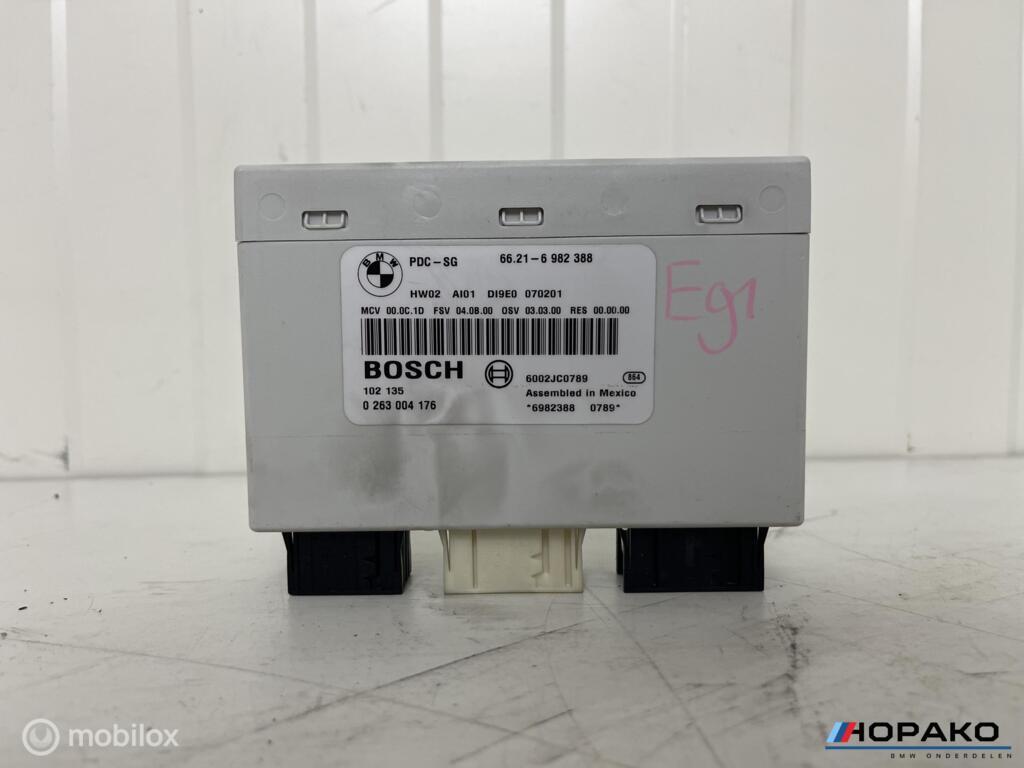 BMW
PDC-SG 66.21-6 982 388
HW02 AI01 DI9E0 070201
MCV 00.0C.1D FSV 04.0B.00 OSV 03.03.00 RES 00.00.00
BOSCH 6002JC0789 864
102 135 Assembled in Mexico
0 263 004 176 *6982388 0789*
E91
mobilox
HOPAKO
BMW ONDERDELEN